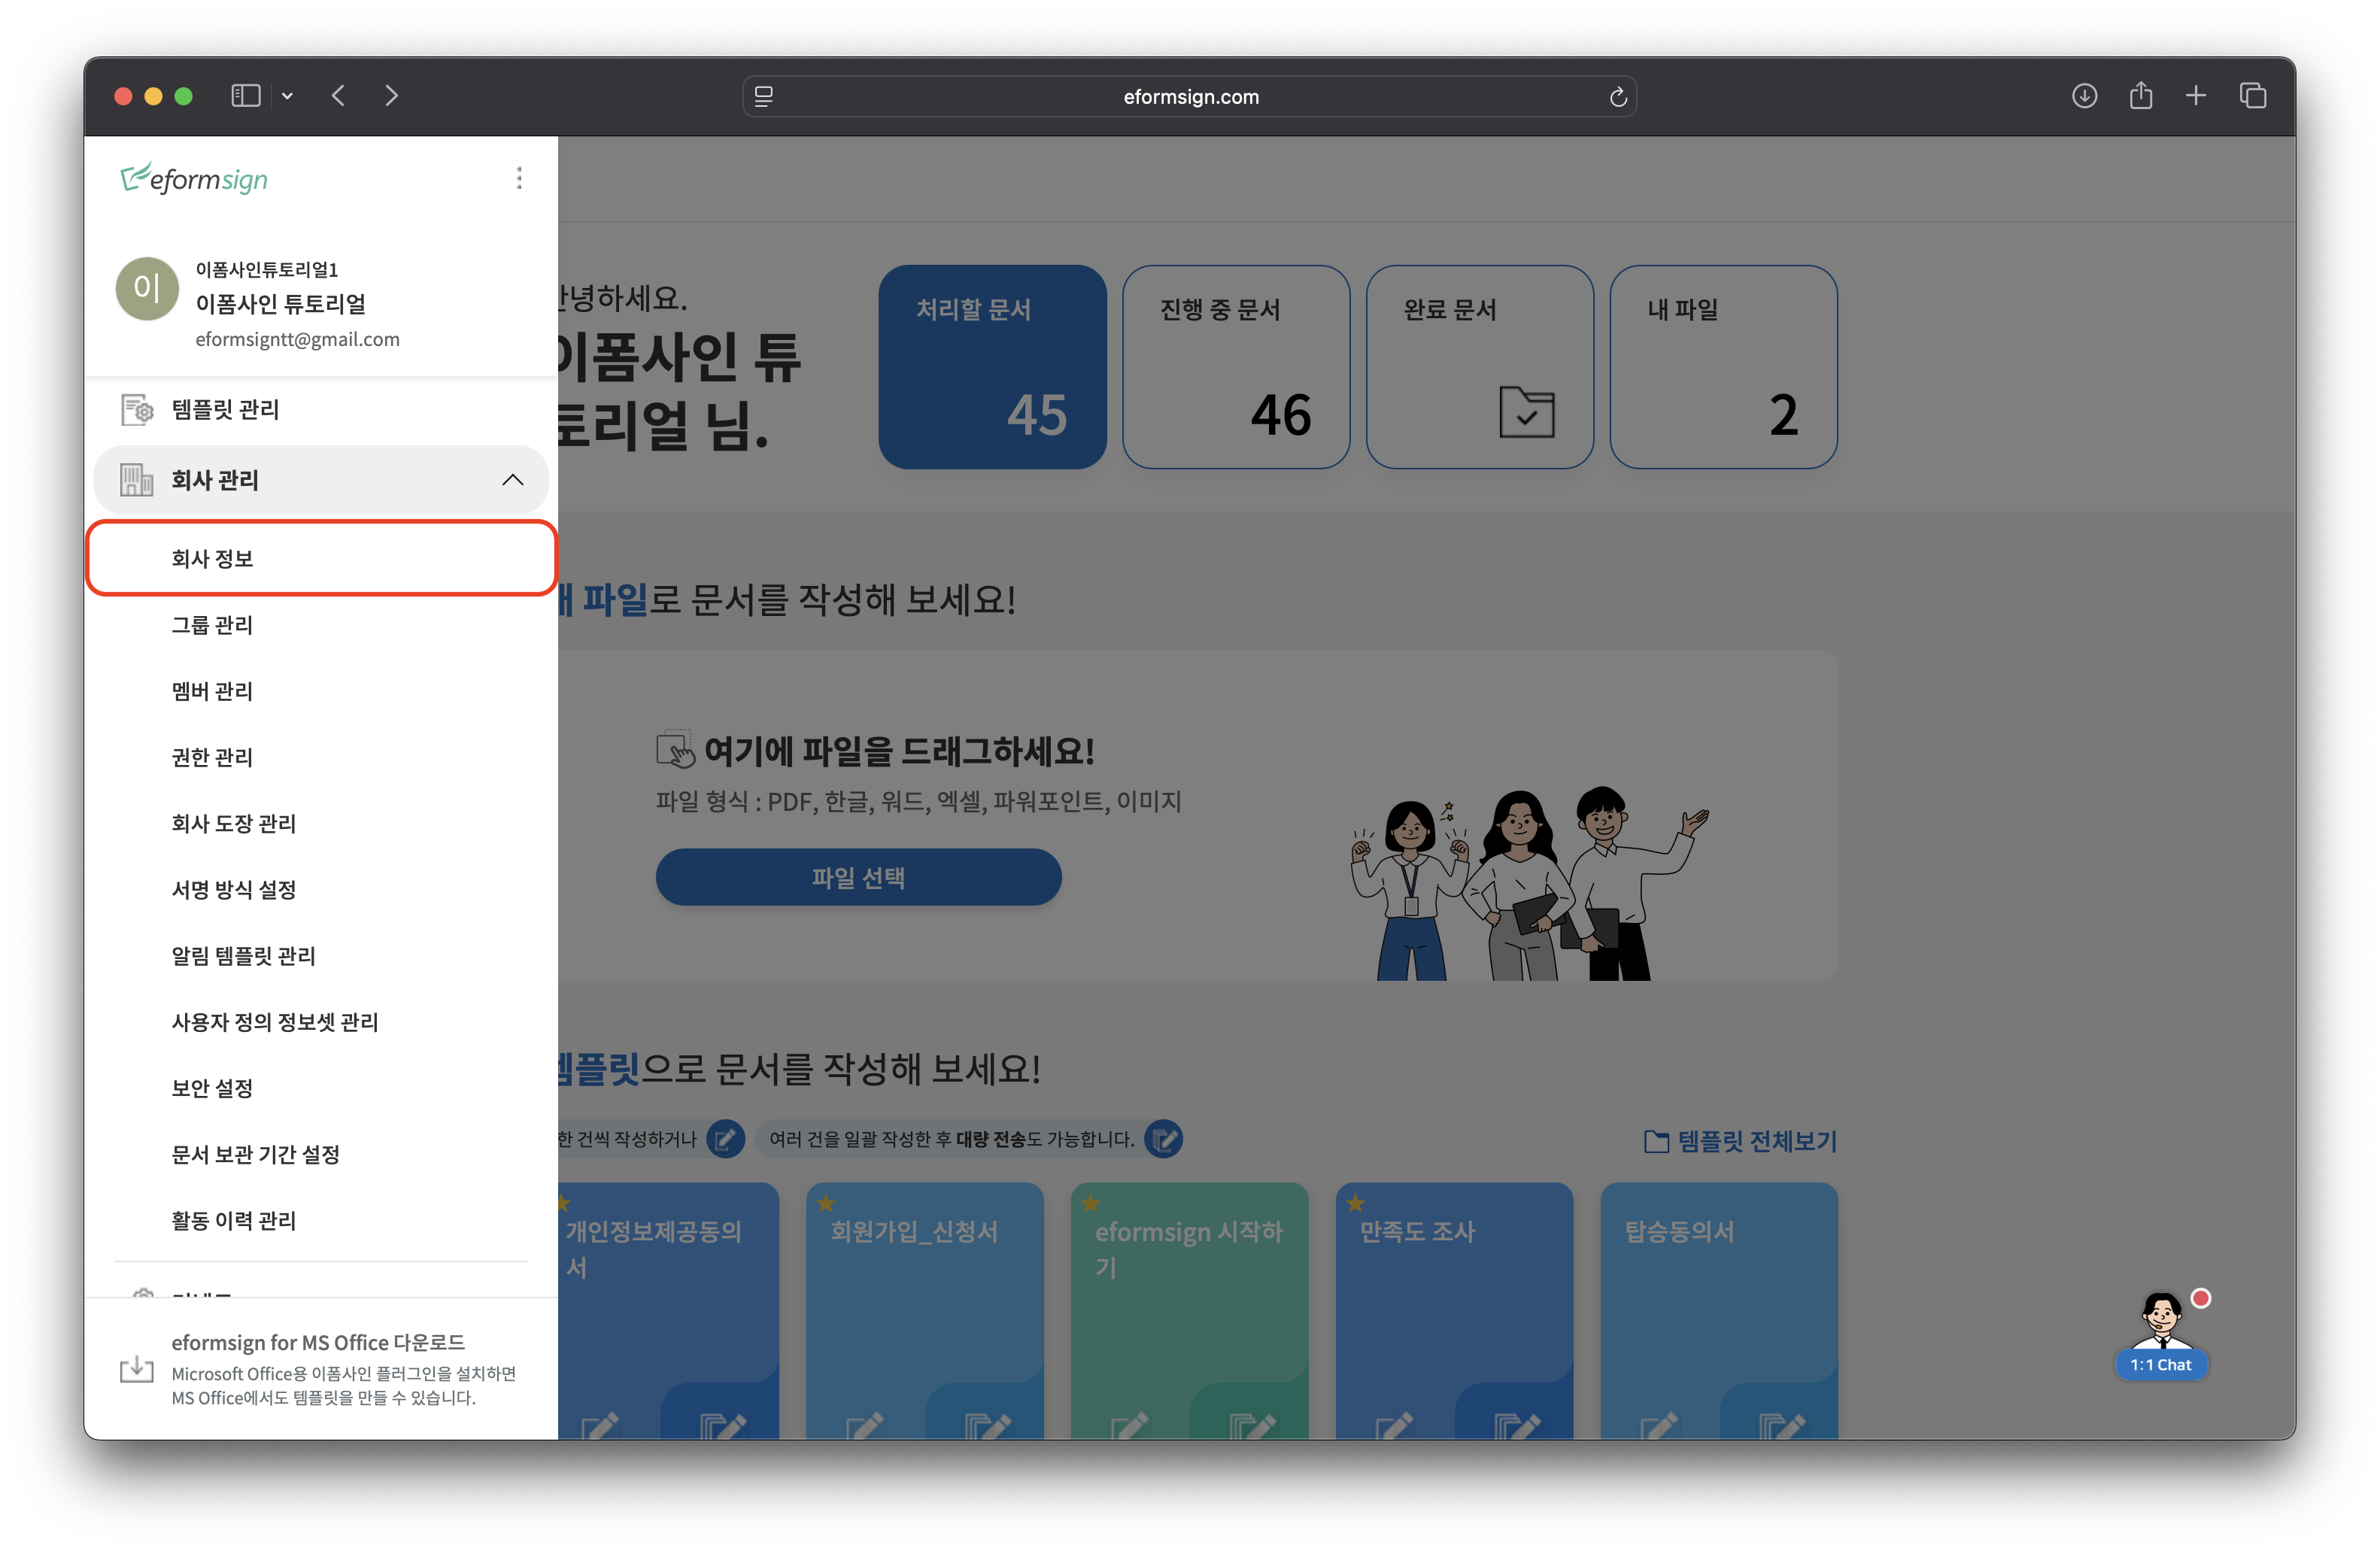 eformsign.com
eformsign
이
이폼사인튜토리얼1
이폼사인 튜토리얼
eformsigntt@gmail.com
템플릿 관리
회사 관리
회사 정보
그룹 관리
멤버 관리
권한 관리
회사 도장 관리
서명 방식 설정
알림 템플릿 관리
사용자 정의 정보셋 관리
보안 설정
문서 보관 기간 설정
활동 이력 관리
eformsign for MS Office 다운로드
Microsoft Office용 이폼사인 플러그인을 설치하면
MS Office에서도 템플릿을 만들 수 있습니다.
안녕하세요.
이폼사인 튜
토리얼 님.
처리할 문서
45
진행 중 문서
46
완료 문서
내 파일
2
내 파일로 문서를 작성해 보세요!
여기에 파일을 드래그하세요!
파일 형식 : PDF, 한글, 워드, 엑셀, 파워포인트, 이미지
파일 선택
템플릿으로 문서를 작성해 보세요!
한 건씩 작성하거나
여러 건을 일괄 작성한 후 대량 전송도 가능합니다.
템플릿 전체보기
개인정보제공동의
서
회원가입_신청서
eformsign 시작하
기
만족도 조사
탑승동의서
1:1 Chat